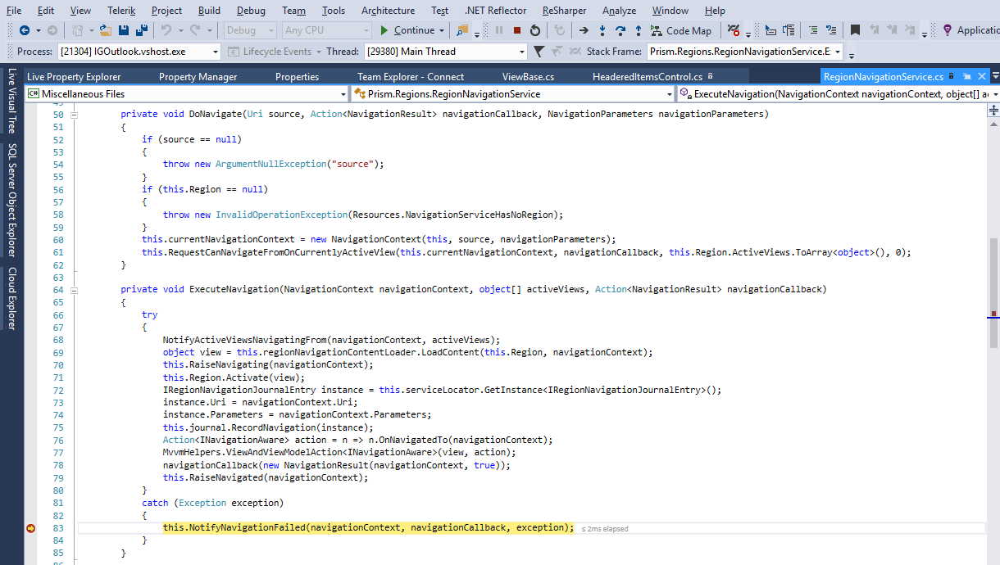 File Edit View Telerik Project Build Debug Team Tools Architecture Test .NET Reflector ReSharper Analyze Window Help
Debug Any CPU Continue Code Map Applicatic
Process: [21304] IGOutlook.vshost.exe Lifecycle Events Thread: [29380] Main Thread Stack Frame: Prism.Regions.RegionNavigationService.E
Live Property Explorer Property Manager Properties Team Explorer - Connect ViewBase.cs HeaderedItemsControl.cs RegionNavigationService.cs
C# Miscellaneous Files Prism.Regions.RegionNavigationService ExecuteNavigation(NavigationContext navigationContext, object[] a
Live Visual Tree
SQL Server Object Explorer
Cloud Explorer
50 private void DoNavigate(Uri source, Action<NavigationResult> navigationCallback, NavigationParameters navigationParameters)
51 {
52 if (source == null)
53 {
54 throw new ArgumentNullException("source");
55 }
56 if (this.Region == null)
57 {
58 throw new InvalidOperationException(Resources.NavigationServiceHasNoRegion);
59 }
60 this.currentNavigationContext = new NavigationContext(this, source, navigationParameters);
61 this.RequestCanNavigateFromOnCurrentlyActiveView(this.currentNavigationContext, navigationCallback, this.Region.ActiveViews.ToArray<object>(), 0);
62 }
63
64 private void ExecuteNavigation(NavigationContext navigationContext, object[] activeViews, Action<NavigationResult> navigationCallback)
65 {
66 try
67 {
68 NotifyActiveViewsNavigatingFrom(navigationContext, activeViews);
69 object view = this.regionNavigationContentLoader.LoadContent(this.Region, navigationContext);
70 this.RaiseNavigating(navigationContext);
71 this.Region.Activate(view);
72 IRegionNavigationJournalEntry instance = this.serviceLocator.GetInstance<IRegionNavigationJournalEntry>();
73 instance.Uri = navigationContext.Uri;
74 instance.Parameters = navigationContext.Parameters;
75 this.journal.RecordNavigation(instance);
76 Action<INavigationAware> action = n => n.OnNavigatedTo(navigationContext);
77 MvvmHelpers.ViewAndViewModelAction<INavigationAware>(view, action);
78 navigationCallback(new NavigationResult(navigationContext, true));
79 this.RaiseNavigated(navigationContext);
80 }
81 catch (Exception exception)
82 {
83 this.NotifyNavigationFailed(navigationContext, navigationCallback, exception); ≤ 2ms elapsed
84 }
85 }